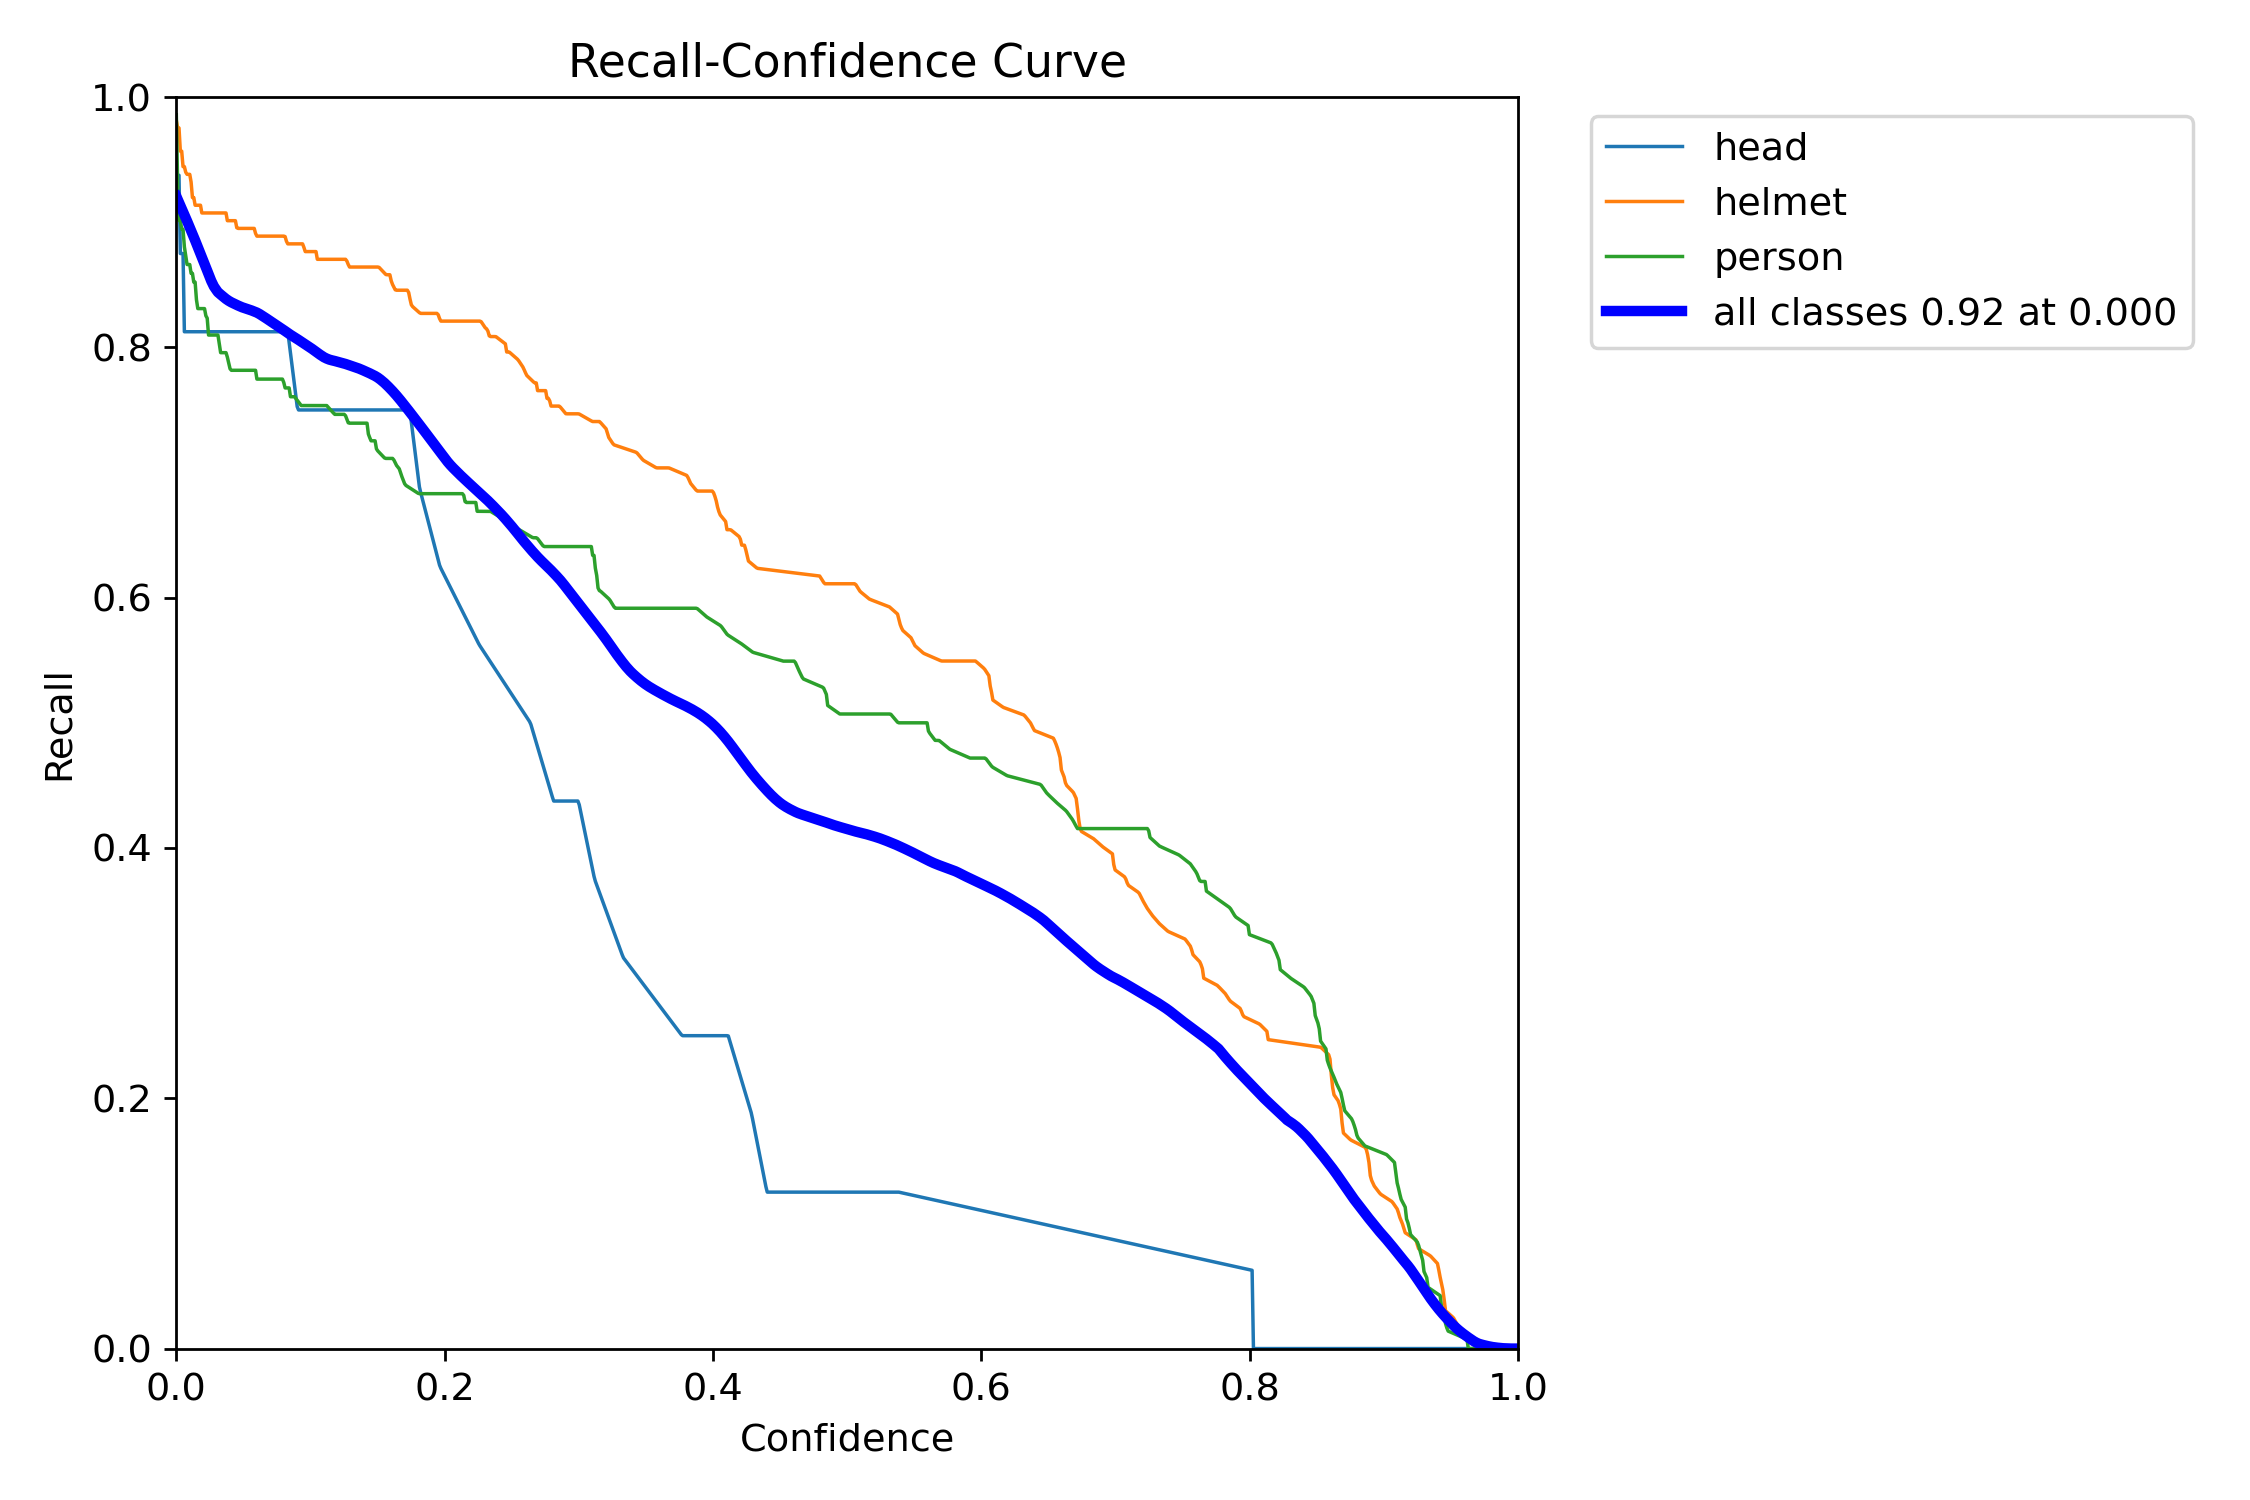 Recall-Confidence Curve
1.0
0.8
0.6
0.4
0.2
0.0
Recall
0.0 0.2 0.4 0.6 0.8 1.0
Confidence
head
helmet
person
all classes 0.92 at 0.000